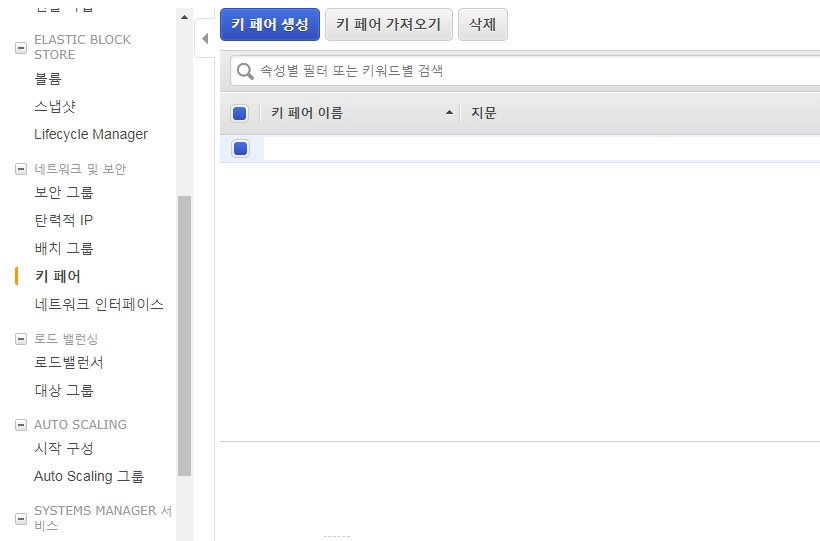 ELASTIC BLOCK
STORE
볼륨
스냅샷
Lifecycle Manager
네트워크 및 보안
보안 그룹
탄력적 IP
배치 그룹
키 페어
네트워크 인터페이스
로드 밸런싱
로드밸런서
대상 그룹
AUTO SCALING
시작 구성
Auto Scaling 그룹
SYSTEMS MANAGER 서
비스
키 페어 생성 키 페어 가져오기 삭제
속성별 필터 또는 키워드별 검색
키 페어 이름 지문